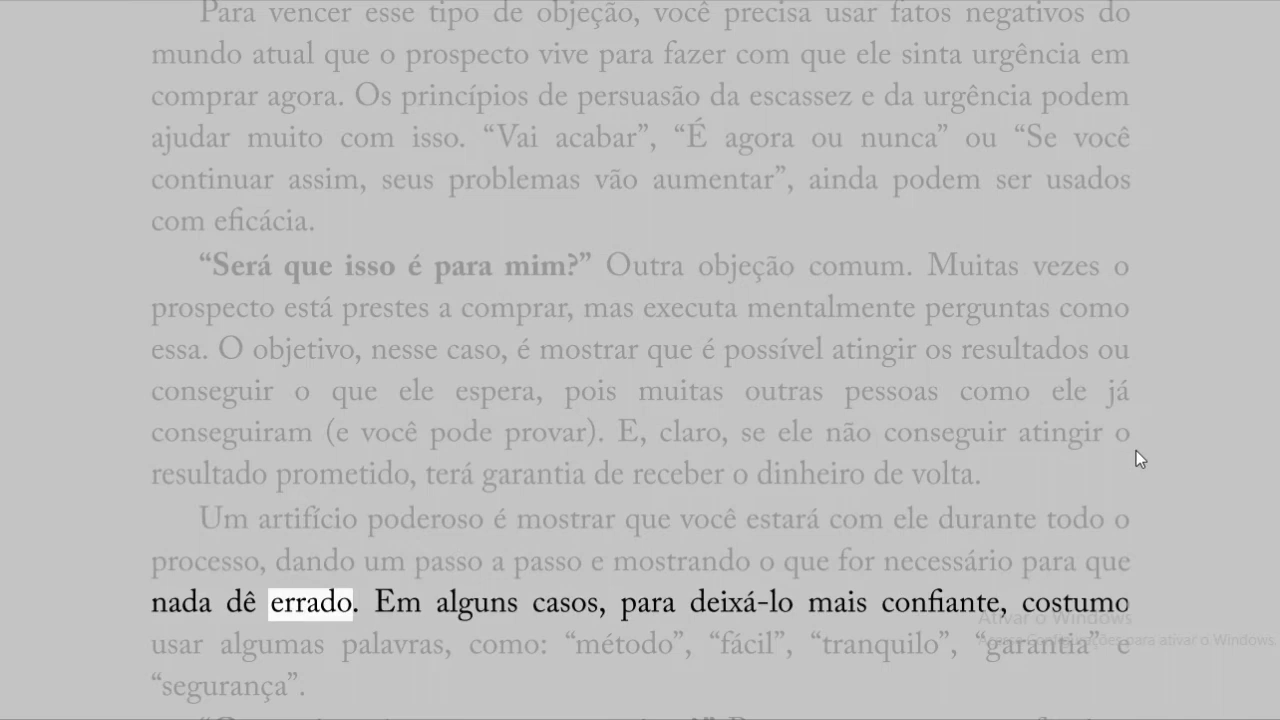 Para vencer esse tipo de objeção, você precisa usar fatos negativos do
mundo atual que o prospecto vive para fazer com que ele sinta urgência em
comprar agora. Os princípios de persuasão da escassez e da urgência podem
ajudar muito com isso. “Vai acabar”, “É agora ou nunca” ou “Se você
continuar assim, seus problemas vão aumentar”, ainda podem ser usados
com eficácia.
“Será que isso é para mim?” Outra objeção comum. Muitas vezes o
prospecto está prestes a comprar, mas executa mentalmente perguntas como
essa. O objetivo, nesse caso, é mostrar que é possível atingir os resultados ou
conseguir o que ele espera, pois muitas outras pessoas como ele já
conseguiram (e você pode provar). E, claro, se ele não conseguir atingir o
resultado prometido, terá garantia de receber o dinheiro de volta.
Um artifício poderoso é mostrar que você estará com ele durante todo o
processo, dando um passo a passo e mostrando o que for necessário para que
nada dê errado. Em alguns casos, para deixá-lo mais confiante, costumo
Ativar o Windows
usar algumas palavras, como: “método”, “fácil”, “tranquilo”, “garantia” e
para ativar o Windows.
“segurança”.